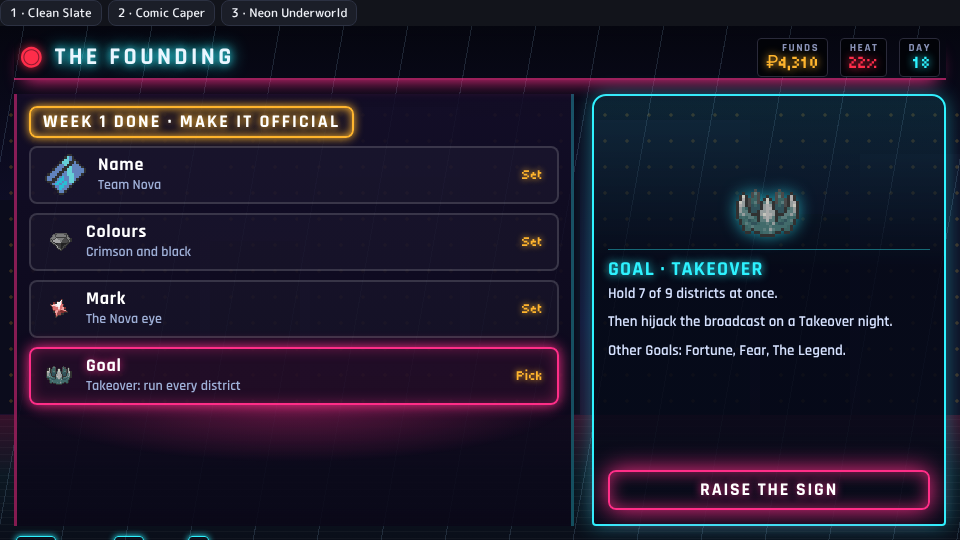 1 · Clean Slate
2 · Comic Caper
3 · Neon Underworld
THE FOUNDING
FUNDS
₽4,310
HEAT
22%
DAY
18
WEEK 1 DONE · MAKE IT OFFICIAL
Name
Team Nova
Set
Colours
Crimson and black
Set
Mark
The Nova eye
Set
Goal
Takeover: run every district
Pick
GOAL · TAKEOVER
Hold 7 of 9 districts at once.
Then hijack the broadcast on a Takeover night.
Other Goals: Fortune, Fear, The Legend.
RAISE THE SIGN